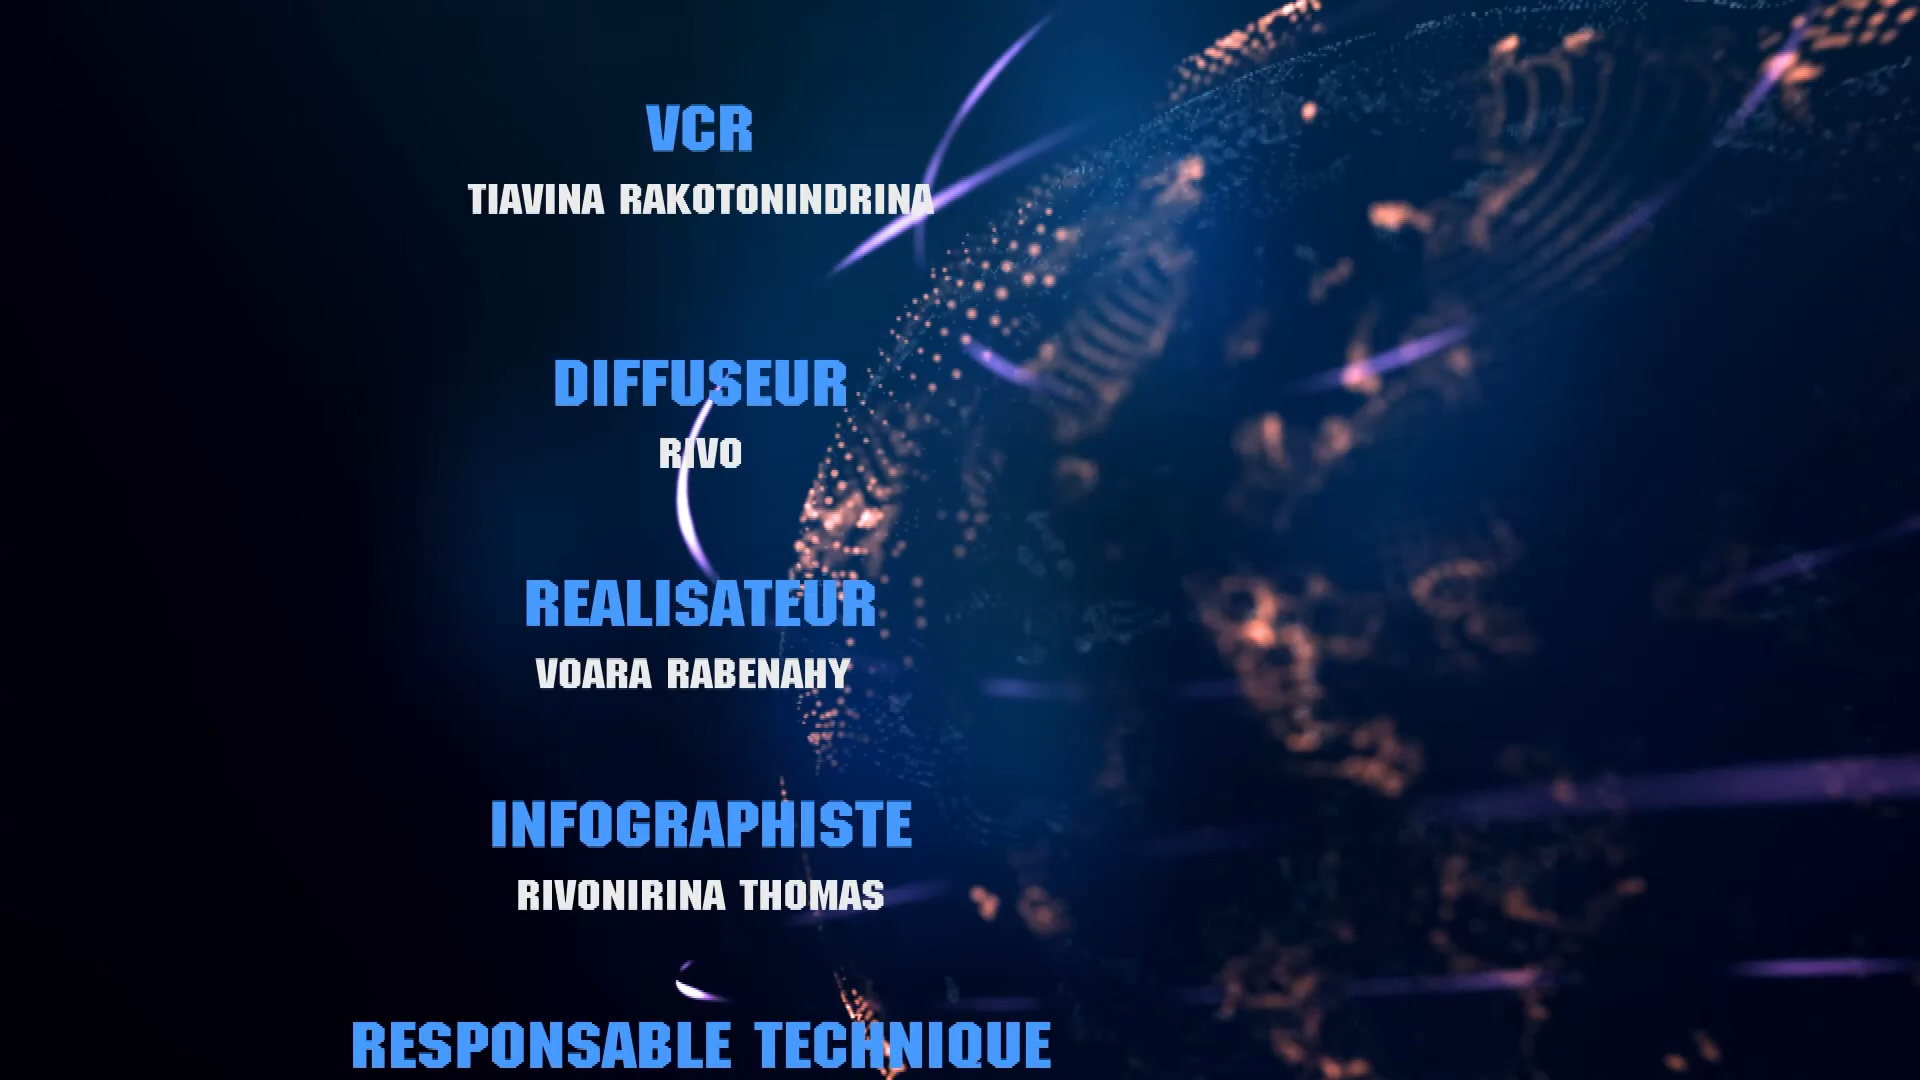 VCR
TIAVINA RAKOTONINDRINA
DIFFUSEUR
RIVO
REALISATEUR
VOARA RABENAHY
INFOGRAPHISTE
RIVONIRINA THOMAS
RESPONSABLE TECHNIQUE